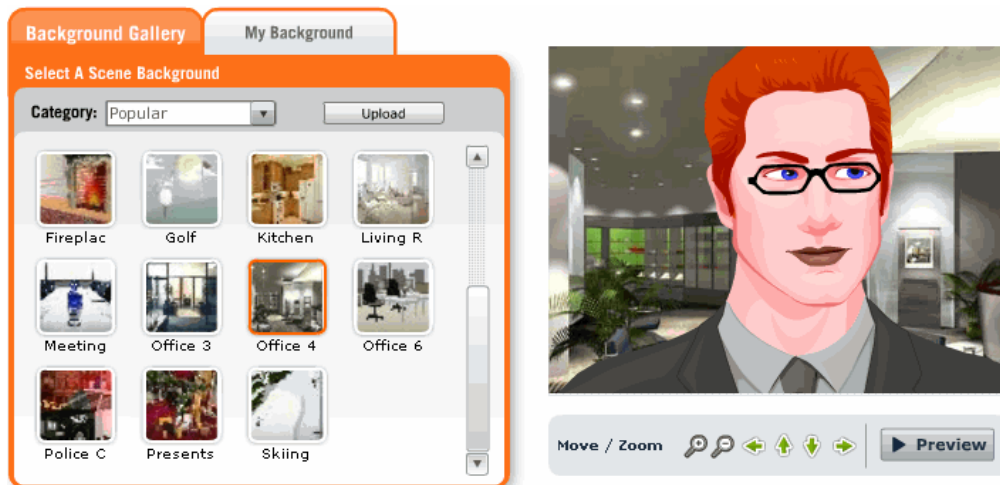 Background Gallery
My Background
Select A Scene Background
Category: Popular
Upload
Fireplac Golf Kitchen Living R
Meeting Office 3 Office 4 Office 6
Police C Presents Skiing
Move / Zoom
Preview